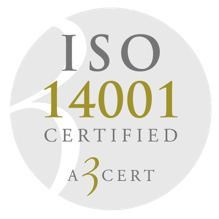 ISO
14001
CERTIFIED
A3CERT